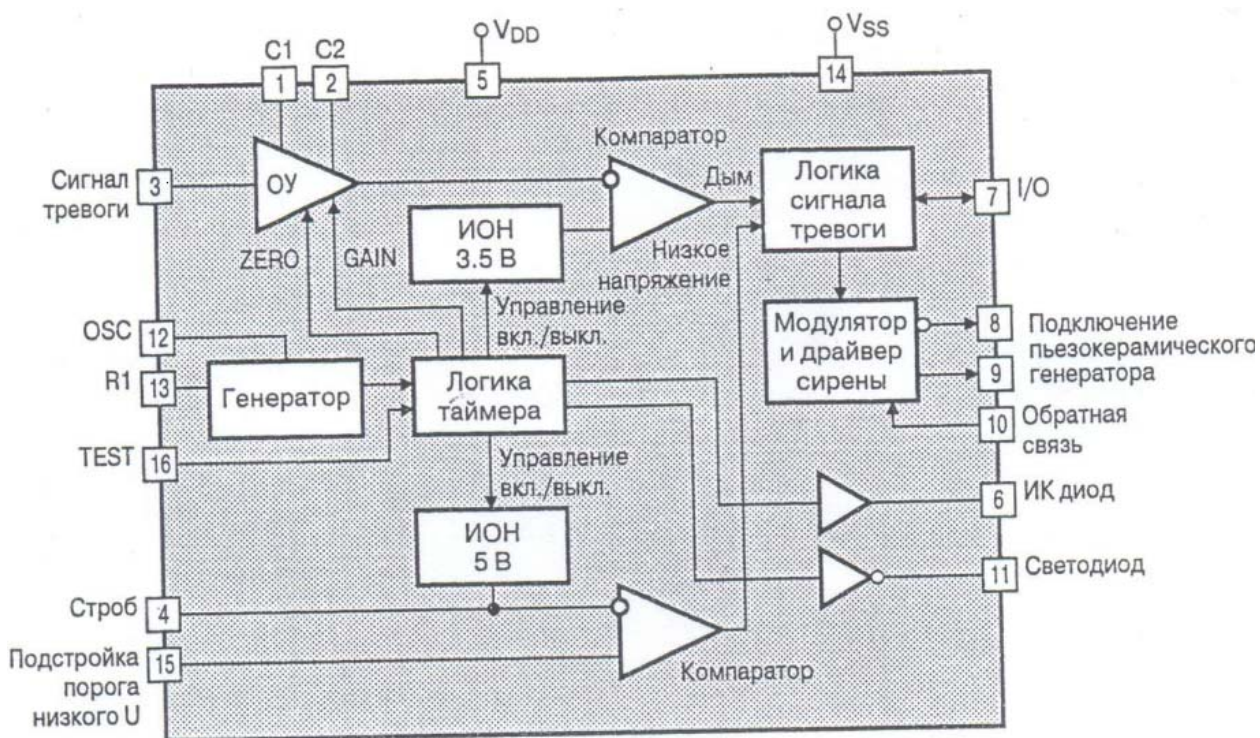 C1
C2
VDD
VSS
1
2
5
14
Сигнал
тревоги
3
ОУ
Компаратор
Дым
Логика
сигнала
тревоги
7
I/O
ZERO
GAIN
ИОН
3.5 В
Низкое
напряжение
Управление
вкл./выкл.
OSC
12
R1
13
Генератор
Логика
таймера
Модулятор
и драйвер
сирены
8
9
Подключение
пьезокерамического
генератора
10
Обратная
связь
TEST
16
Управление
вкл./выкл.
6
ИК диод
ИОН
5 В
11
Светодиод
Строб
4
Подстройка
порога
низкого U
15
Компаратор